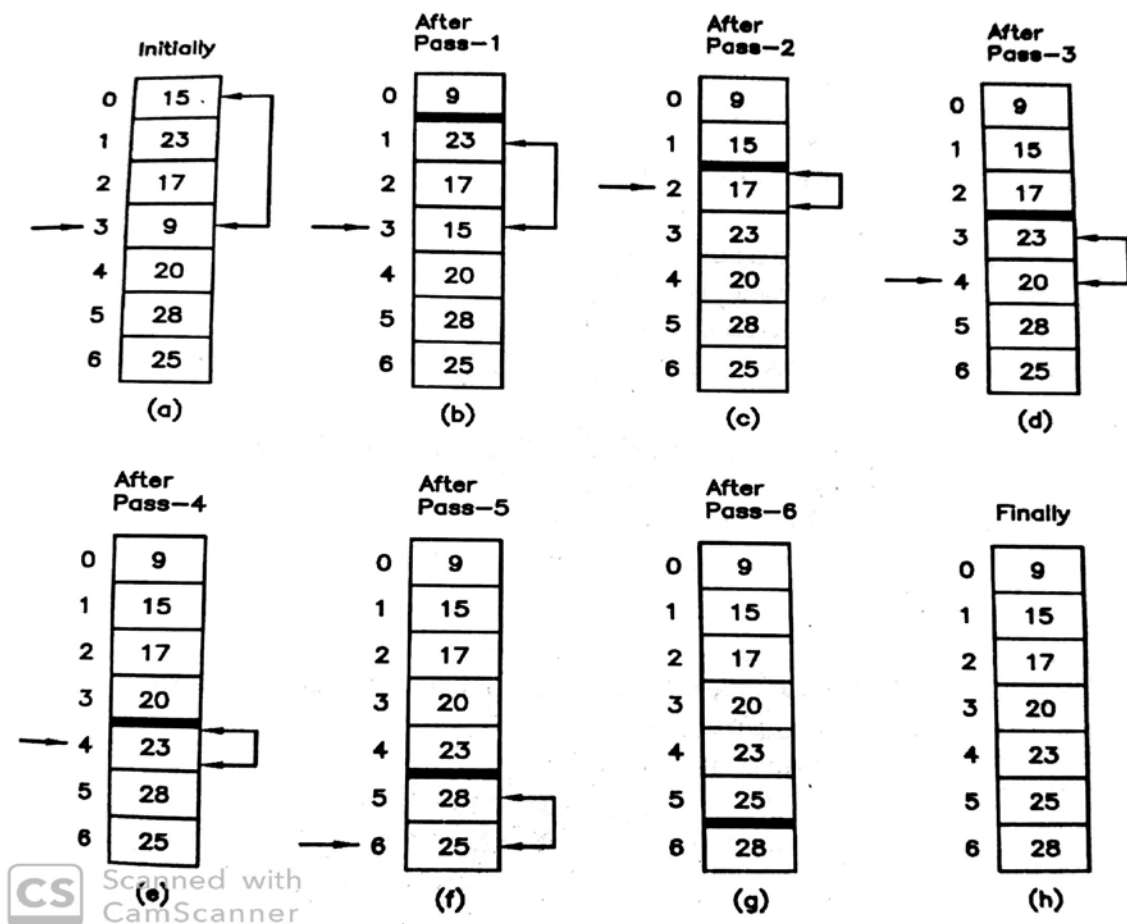 Initially
0 15
1 23
2 17
3 9
4 20
5 28
6 25
(a)
After
Pass-1
0 9
1 23
2 17
3 15
4 20
5 28
6 25
(b)
After
Pass-2
0 9
1 15
2 17
3 23
4 20
5 28
6 25
(c)
After
Pass-3
0 9
1 15
2 17
3 23
4 20
5 28
6 25
(d)
After
Pass-4
0 9
1 15
2 17
3 20
4 23
5 28
6 25
(e)
After
Pass-5
0 9
1 15
2 17
3 20
4 23
5 28
6 25
(f)
After
Pass-6
0 9
1 15
2 17
3 20
4 23
5 25
6 28
(g)
Finally
0 9
1 15
2 17
3 20
4 23
5 25
6 28
(h)
CS Scanned with
CamScanner